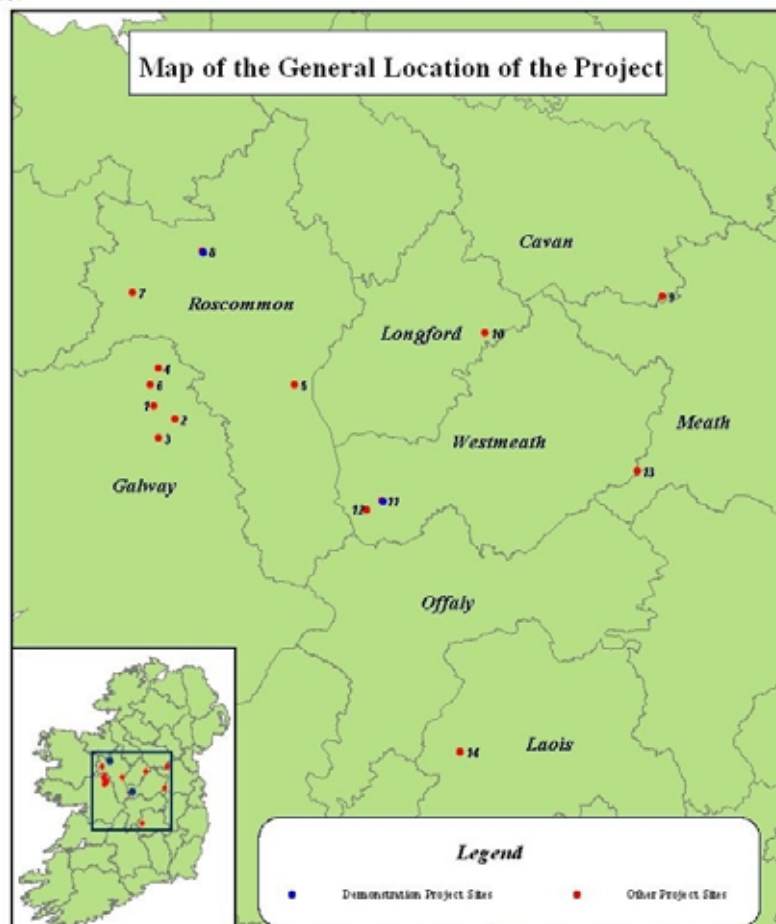 Map of the General Location of the Project
Cavan
8
7
9
Roscommon
Longford
10
4
6
5
1
2
Meath
3
Westmeath
Galway
13
11
12
Offaly
14
Laois
Legend
Demonstration Project Sites
Other Project Sites